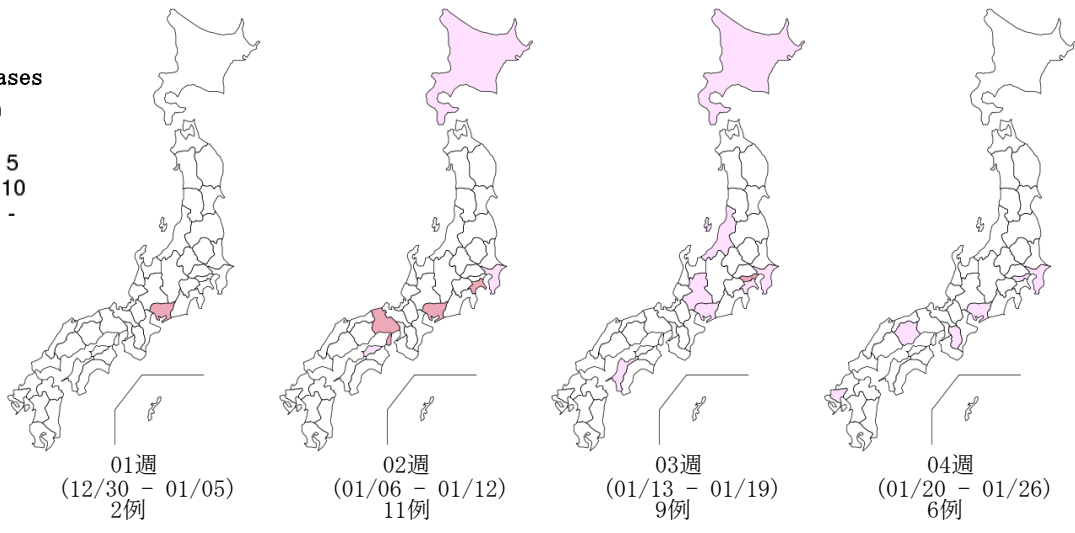 ases
5
10
-
01週
(12/30 - 01/05)
2例
02週
(01/06 - 01/12)
11例
03週
(01/13 - 01/19)
9例
04週
(01/20 - 01/26)
6例